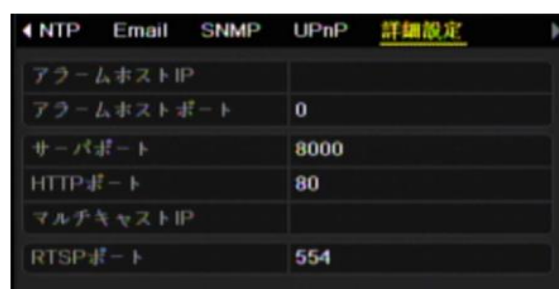 NTP Email SNMP UPnP 詳細設定
アラームホストIP
アラームホストポート 0
サーバポート 8000
HTTPポート 80
マルチキャストIP
RTSPポート 554